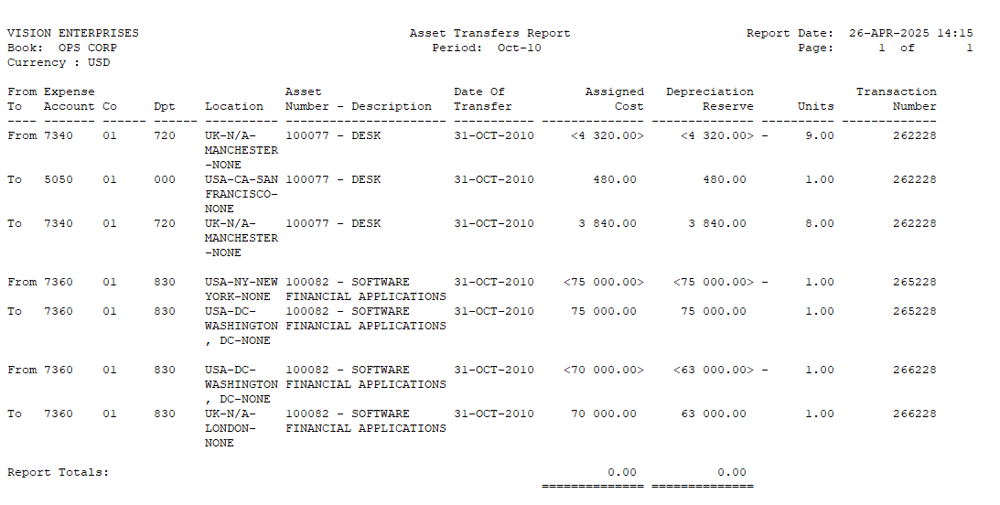 VISION ENTERPRISES                                     Asset Transfers Report                        Report Date:  26-APR-2025 14:15
Book:  OPS CORP                                           Period:  Oct-10                                   Page:      1  of       1
Currency : USD
From Expense                          Asset                  Date Of           Assigned   Depreciation              Transaction
To   Account Co     Dpt    Location   Number - Description   Transfer              Cost        Reserve      Units        Number
---- ------- ------ ------ ---------- ---------------------- ----------- -------------- -------------- ---------- -------------
From 7340    01     720    UK-N/A-    100077 - DESK          31-OCT-2010     <4 320.00>     <4 320.00> -     9.00        262228
                           MANCHESTER
                           -NONE
To   5050    01     000    USA-CA-SAN 100077 - DESK          31-OCT-2010         480.00         480.00       1.00        262228
                           FRANCISCO-
                           NONE
To   7340    01     720    UK-N/A-    100077 - DESK          31-OCT-2010       3 840.00       3 840.00       8.00        262228
                           MANCHESTER
                           -NONE
From 7360    01     830    USA-NY-NEW 100082 - SOFTWARE      31-OCT-2010    <75 000.00>    <75 000.00> -     1.00        265228
                           YORK-NONE  FINANCIAL APPLICATIONS
To   7360    01     830    USA-DC-    100082 - SOFTWARE      31-OCT-2010      75 000.00      75 000.00       1.00        265228
                           WASHINGTON FINANCIAL APPLICATIONS
                           , DC-NONE
From 7360    01     830    USA-DC-    100082 - SOFTWARE      31-OCT-2010    <70 000.00>    <63 000.00> -     1.00        266228
                           WASHINGTON FINANCIAL APPLICATIONS
                           , DC-NONE
To   7360    01     830    UK-N/A-    100082 - SOFTWARE      31-OCT-2010      70 000.00      63 000.00       1.00        266228
                           LONDON-    FINANCIAL APPLICATIONS
                           NONE
Report Totals:                                                                     0.00           0.00
                                                                         ============== ==============